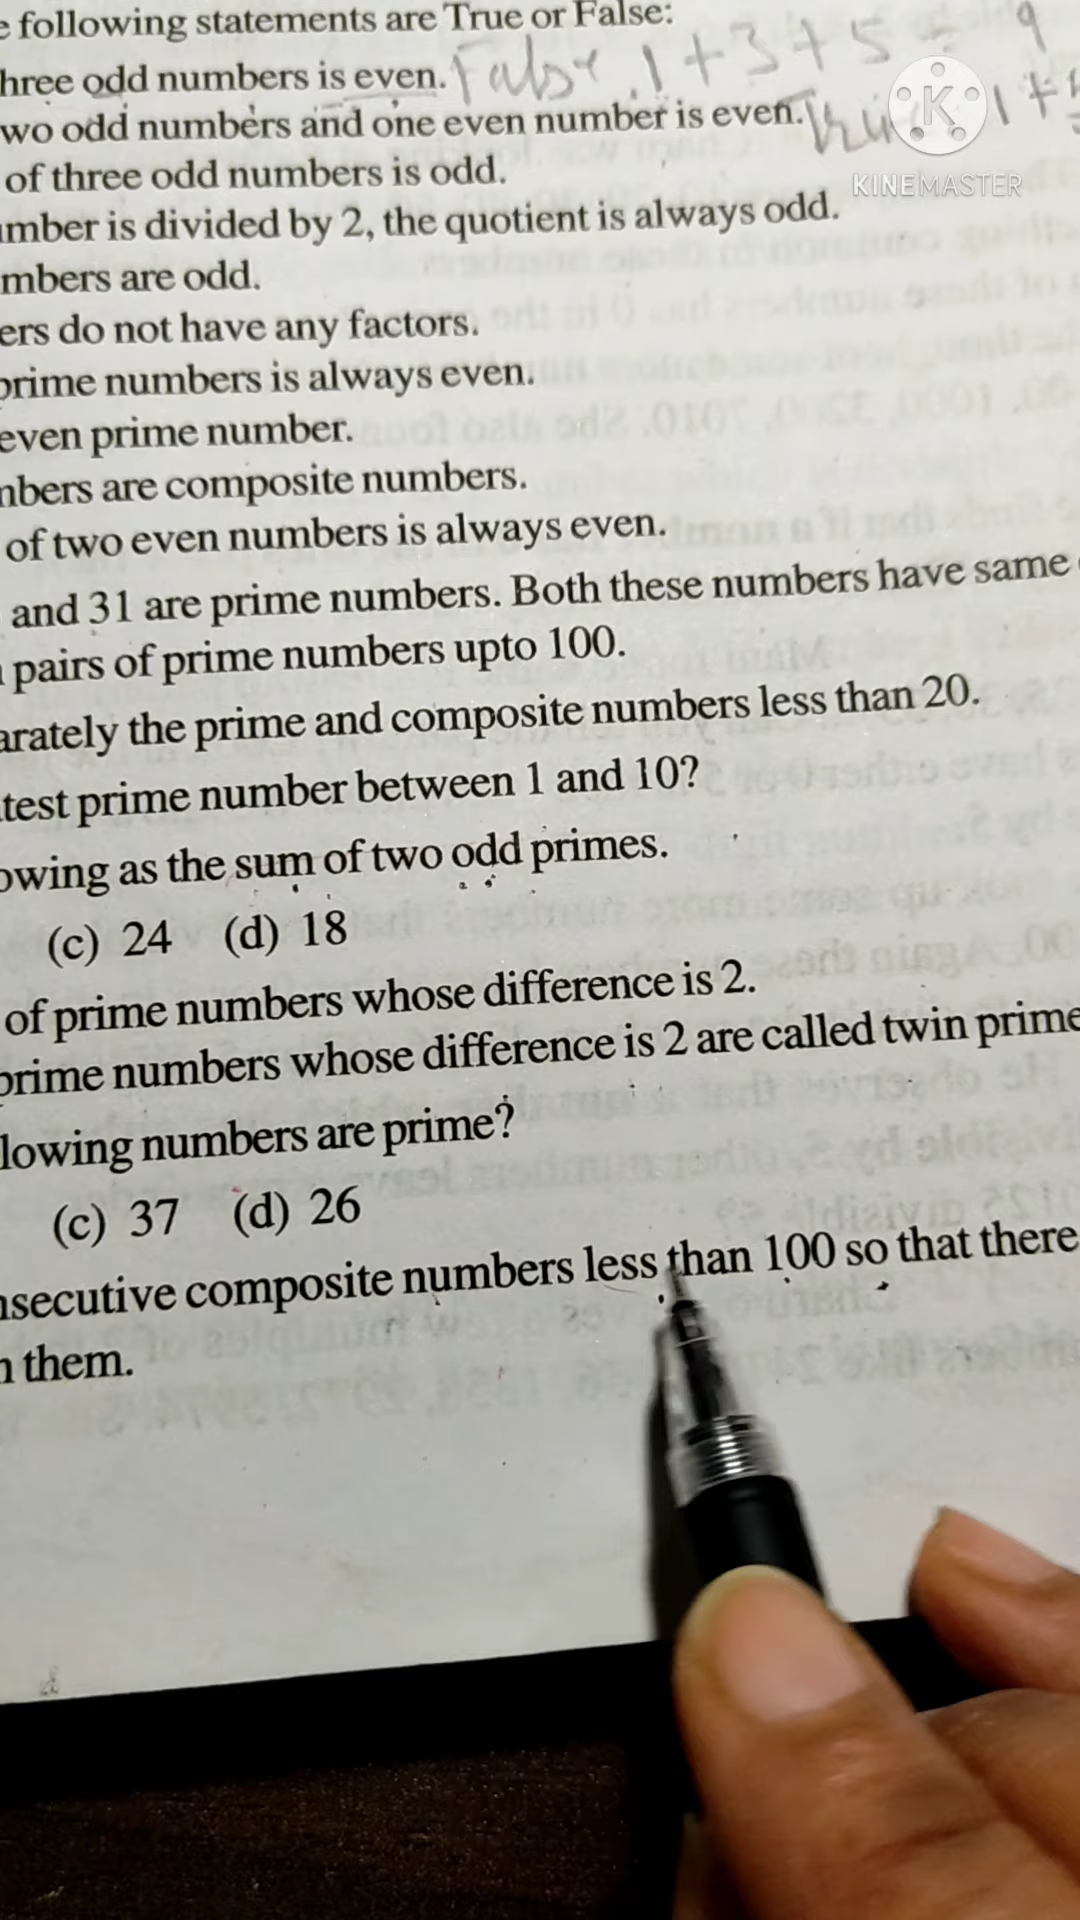 following statements are True or False:
hree odd numbers is even. False 1 + 3 + 5 = 9
wo odd numbers and one even number is even. 1 +
K
KINEMASTER
of three odd numbers is odd.
mber is divided by 2, the quotient is always odd.
mbers are odd.
ers do not have any factors.
prime numbers is always even.
even prime number.
mbers are composite numbers.
of two even numbers is always even.
and 31 are prime numbers. Both these numbers have same
pairs of prime numbers upto 100.
arately the prime and composite numbers less than 20.
test prime number between 1 and 10?
owing as the sum of two odd primes.
(c) 24 (d) 18
of prime numbers whose difference is 2.
prime numbers whose difference is 2 are called twin prime
lowing numbers are prime?
(c) 37 (d) 26
nsecutive composite numbers less than 100 so that there
them.